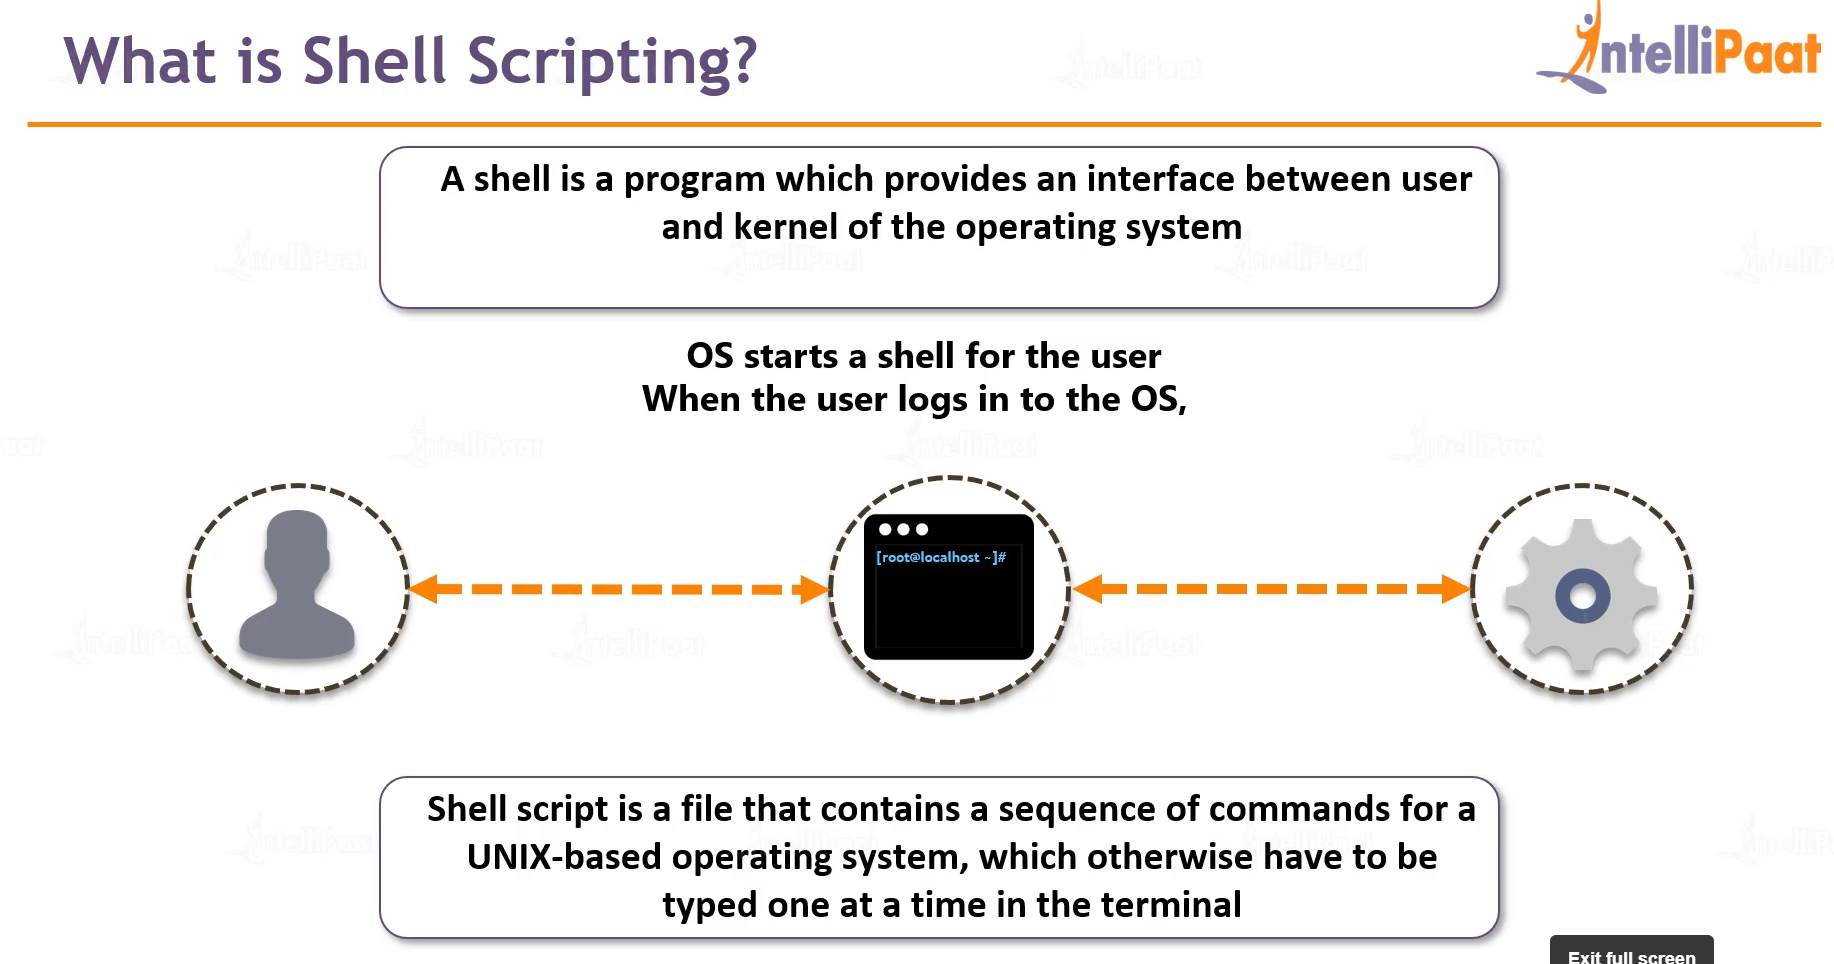 What is Shell Scripting?
IntelliPaat
A shell is a program which provides an interface between user
and kernel of the operating system
OS starts a shell for the user
When the user logs in to the OS,
[root@localhost ~]#
Shell script is a file that contains a sequence of commands for a
UNIX-based operating system, which otherwise have to be
typed one at a time in the terminal
Exit full screen